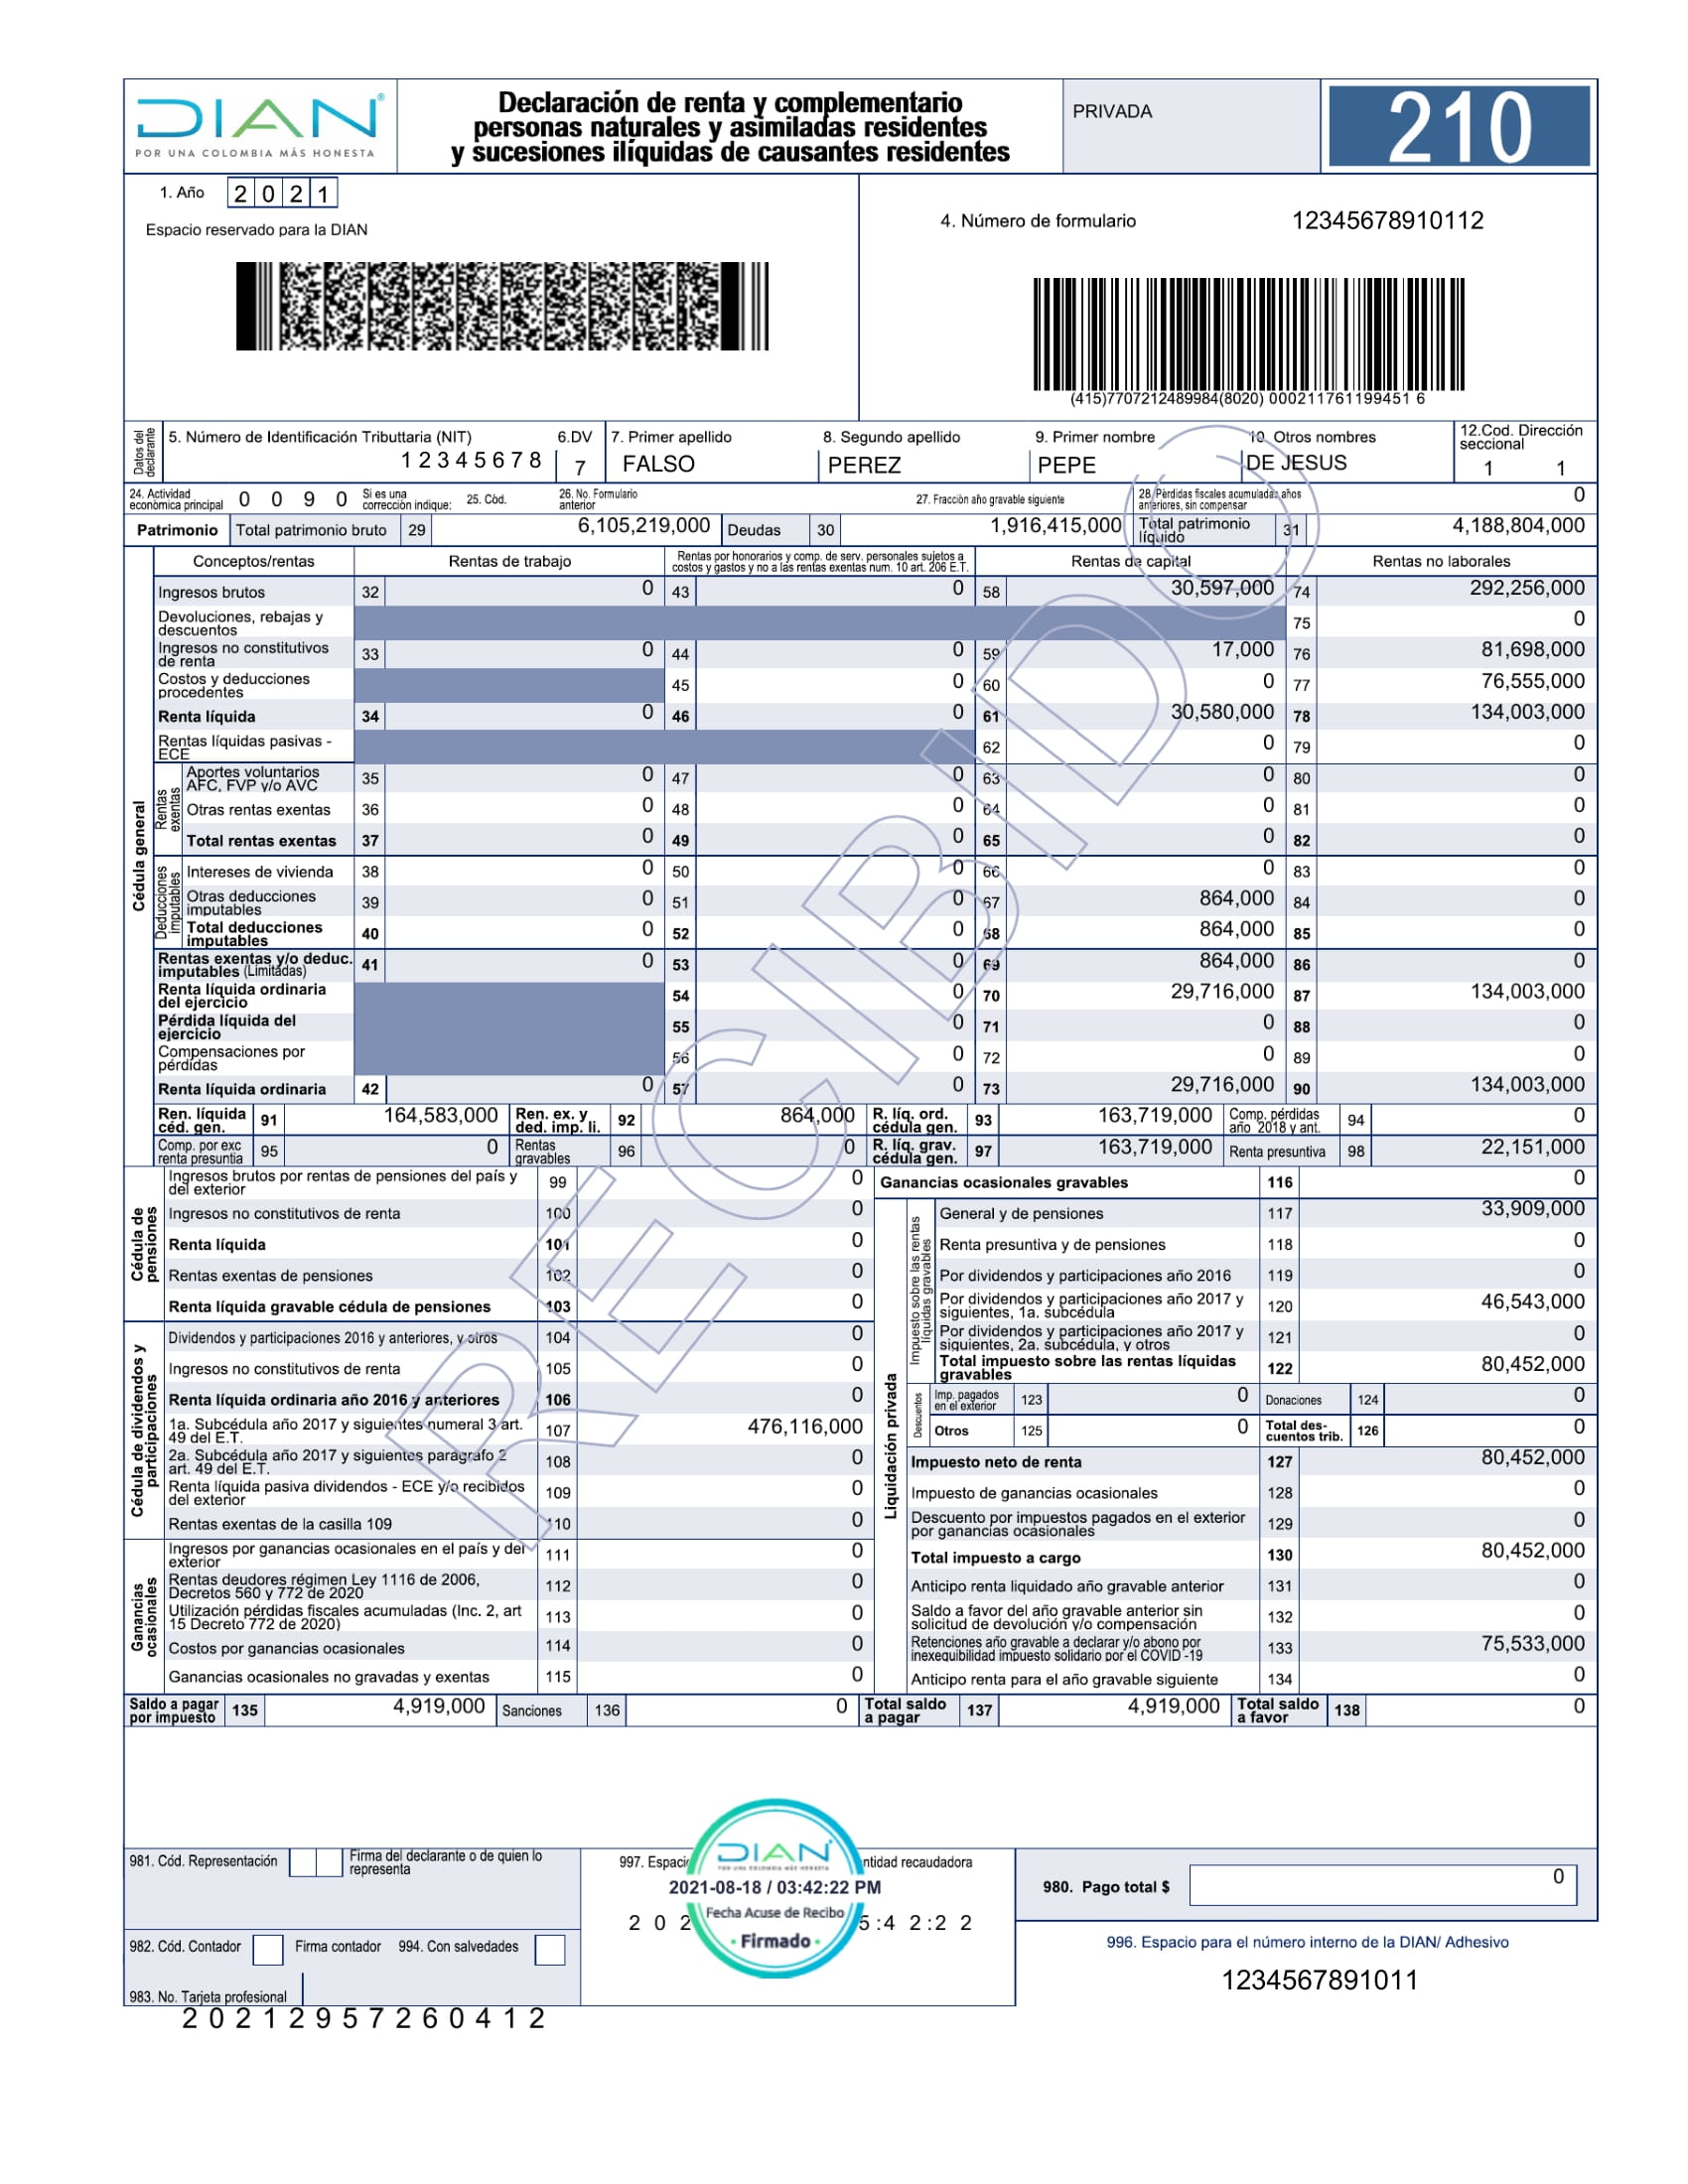 DIAN®
POR UNA COLOMBIA MÁS HONESTA
Declaración de renta y complementario
personas naturales y asimiladas residentes
y sucesiones ilíquidas de causantes residentes
PRIVADA
210
1. Año 2 0 2 1
Espacio reservado para la DIAN
4. Número de formulario 12345678910112
(415)7707212489984(8020) 000211761199451 6
Datos del declarante
5. Número de Identificación Tributtaria (NIT) 6.DV 7. Primer apellido 8. Segundo apellido 9. Primer nombre 10. Otros nombres 12.Cod. Dirección seccional
1 2 3 4 5 6 7 8 7 FALSO PEREZ PEPE DE JESUS 1 1
24. Actividad económica principal 0 0 9 0 Si es una corrección indique: 25. Cód. 26. No. Formulario anterior 27. Fracción año gravable siguiente 28. Pérdidas fiscales acumuladas años anteriores, sin compensar 0
Patrimonio Total patrimonio bruto 29 6,105,219,000 Deudas 30 1,916,415,000 Total patrimonio líquido 31 4,188,804,000
Cédula general
Conceptos/rentas Rentas de trabajo Rentas por honorarios y comp. de serv. personales sujetos a costos y gastos y no a las rentas exentas num. 10 art. 206 E.T. Rentas de capital Rentas no laborales
Ingresos brutos 32 0 43 0 58 30,597,000 74 292,256,000
Devoluciones, rebajas y descuentos 75 0
Ingresos no constitutivos de renta 33 0 44 0 59 17,000 76 81,698,000
Costos y deducciones procedentes 45 0 60 0 77 76,555,000
Renta líquida 34 0 46 0 61 30,580,000 78 134,003,000
Rentas líquidas pasivas - ECE 62 0 79 0
Rentas exentas
Aportes voluntarios AFC, FVP y/o AVC 35 0 47 0 63 0 80 0
Otras rentas exentas 36 0 48 0 64 0 81 0
Total rentas exentas 37 0 49 0 65 0 82 0
Deducciones imputables
Intereses de vivienda 38 0 50 0 66 0 83 0
Otras deducciones imputables 39 0 51 0 67 864,000 84 0
Total deducciones imputables 40 0 52 0 68 864,000 85 0
Rentas exentas y/o deduc. imputables (Limitadas) 41 0 53 0 69 864,000 86 0
Renta líquida ordinaria del ejercicio 54 0 70 29,716,000 87 134,003,000
Pérdida líquida del ejercicio 55 0 71 0 88 0
Compensaciones por pérdidas 56 0 72 0 89 0
Renta líquida ordinaria 42 0 57 0 73 29,716,000 90 134,003,000
Ren. líquida céd. gen. 91 164,583,000 Ren. ex. y ded. imp. li. 92 864,000 R. líq. ord. cédula gen. 93 163,719,000 Comp. pérdidas año 2018 y ant. 94 0
Comp. por exc renta presuntia 95 0 Rentas gravables 96 0 R. líq. grav. cédula gen. 97 163,719,000 Renta presuntiva 98 22,151,000
Cédula de pensiones
Ingresos brutos por rentas de pensiones del país y del exterior 99 0
Ingresos no constitutivos de renta 100 0
Renta líquida 101 0
Rentas exentas de pensiones 102 0
Renta líquida gravable cédula de pensiones 103 0
Cédula de dividendos y participaciones
Dividendos y participaciones 2016 y anteriores, y otros 104 0
Ingresos no constitutivos de renta 105 0
Renta líquida ordinaria año 2016 y anteriores 106 0
1a. Subcédula año 2017 y siguientes numeral 3 art. 49 del E.T. 107 476,116,000
2a. Subcédula año 2017 y siguientes paragrafo 2 art. 49 del E.T. 108 0
Renta líquida pasiva dividendos - ECE y/o recibidos del exterior 109 0
Rentas exentas de la casilla 109 110 0
Ganancias ocasionales
Ingresos por ganancias ocasionales en el país y del exterior 111 0
Rentas deudores régimen Ley 1116 de 2006, Decretos 560 y 772 de 2020 112 0
Utilización pérdidas fiscales acumuladas (Inc. 2, art 15 Decreto 772 de 2020) 113 0
Costos por ganancias ocasionales 114 0
Ganancias ocasionales no gravadas y exentas 115 0
Ganancias ocasionales gravables 116 0
Liquidación privada
Impuesto sobre las rentas líquidas gravables
General y de pensiones 117 33,909,000
Renta presuntiva y de pensiones 118 0
Por dividendos y participaciones año 2016 119 0
Por dividendos y participaciones año 2017 y siguientes, 1a. subcédula 120 46,543,000
Por dividendos y participaciones año 2017 y siguientes, 2a. subcédula, y otros 121 0
Total impuesto sobre las rentas líquidas gravables 122 80,452,000
Descuentos
Imp. pagados en el exterior 123 0 Donaciones 124 0
Otros 125 0 Total des- cuentos trib. 126 0
Impuesto neto de renta 127 80,452,000
Impuesto de ganancias ocasionales 128 0
Descuento por impuestos pagados en el exterior por ganancias ocasionales 129 0
Total impuesto a cargo 130 80,452,000
Anticipo renta liquidado año gravable anterior 131 0
Saldo a favor del año gravable anterior sin solicitud de devolución y/o compensación 132 0
Retenciones año gravable a declarar y/o abono por inexequibilidad impuesto solidario por el COVID -19 133 75,533,000
Anticipo renta para el año gravable siguiente 134 0
Saldo a pagar por impuesto 135 4,919,000 Sanciones 136 0 Total saldo a pagar 137 4,919,000 Total saldo a favor 138 0
RECIBIDO
981. Cód. Representación Firma del declarante o de quien lo representa
982. Cód. Contador Firma contador 994. Con salvedades
983. No. Tarjeta profesional
2 0 2 1 2 9 5 7 2 6 0 4 1 2
997. Espaci ntidad recaudadora
DIAN
POR UNA COLOMBIA MÁS HONESTA
2021-08-18 / 03:42:22 PM
Fecha Acuse de Recibo
2 0 2 5 : 4 2 : 2 2
· Firmado ·
980. Pago total $ 0
996. Espacio para el número interno de la DIAN/ Adhesivo
1234567891011